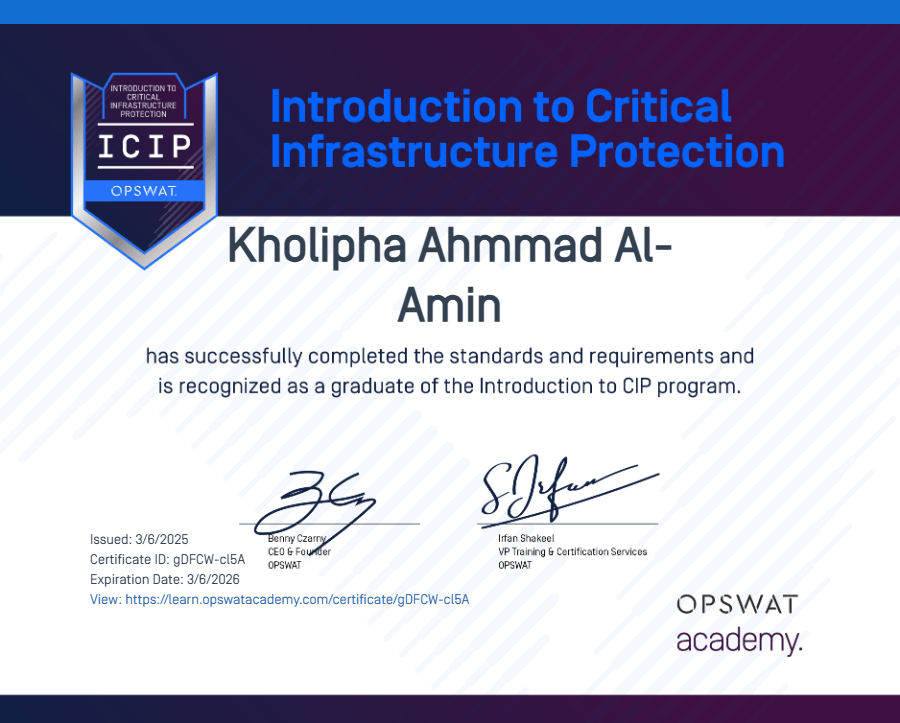 INTRODUCTION TO
CRITICAL
INFRASTRUCTURE
PROTECTION
ICIP
OPSWAT.
Introduction to Critical
Infrastructure Protection
Kholipha Ahmmad Al-
Amin
has successfully completed the standards and requirements and
is recognized as a graduate of the Introduction to CIP program.
Issued: 3/6/2025
Certificate ID: gDFCW-cl5A
Expiration Date: 3/6/2026
View: https://learn.opswatacademy.com/certificate/gDFCW-cl5A
Benny Czarny
CEO & Founder
OPSWAT
S. Irfan
Irfan Shakeel
VP Training & Certification Services
OPSWAT
OPSWAT
academy.